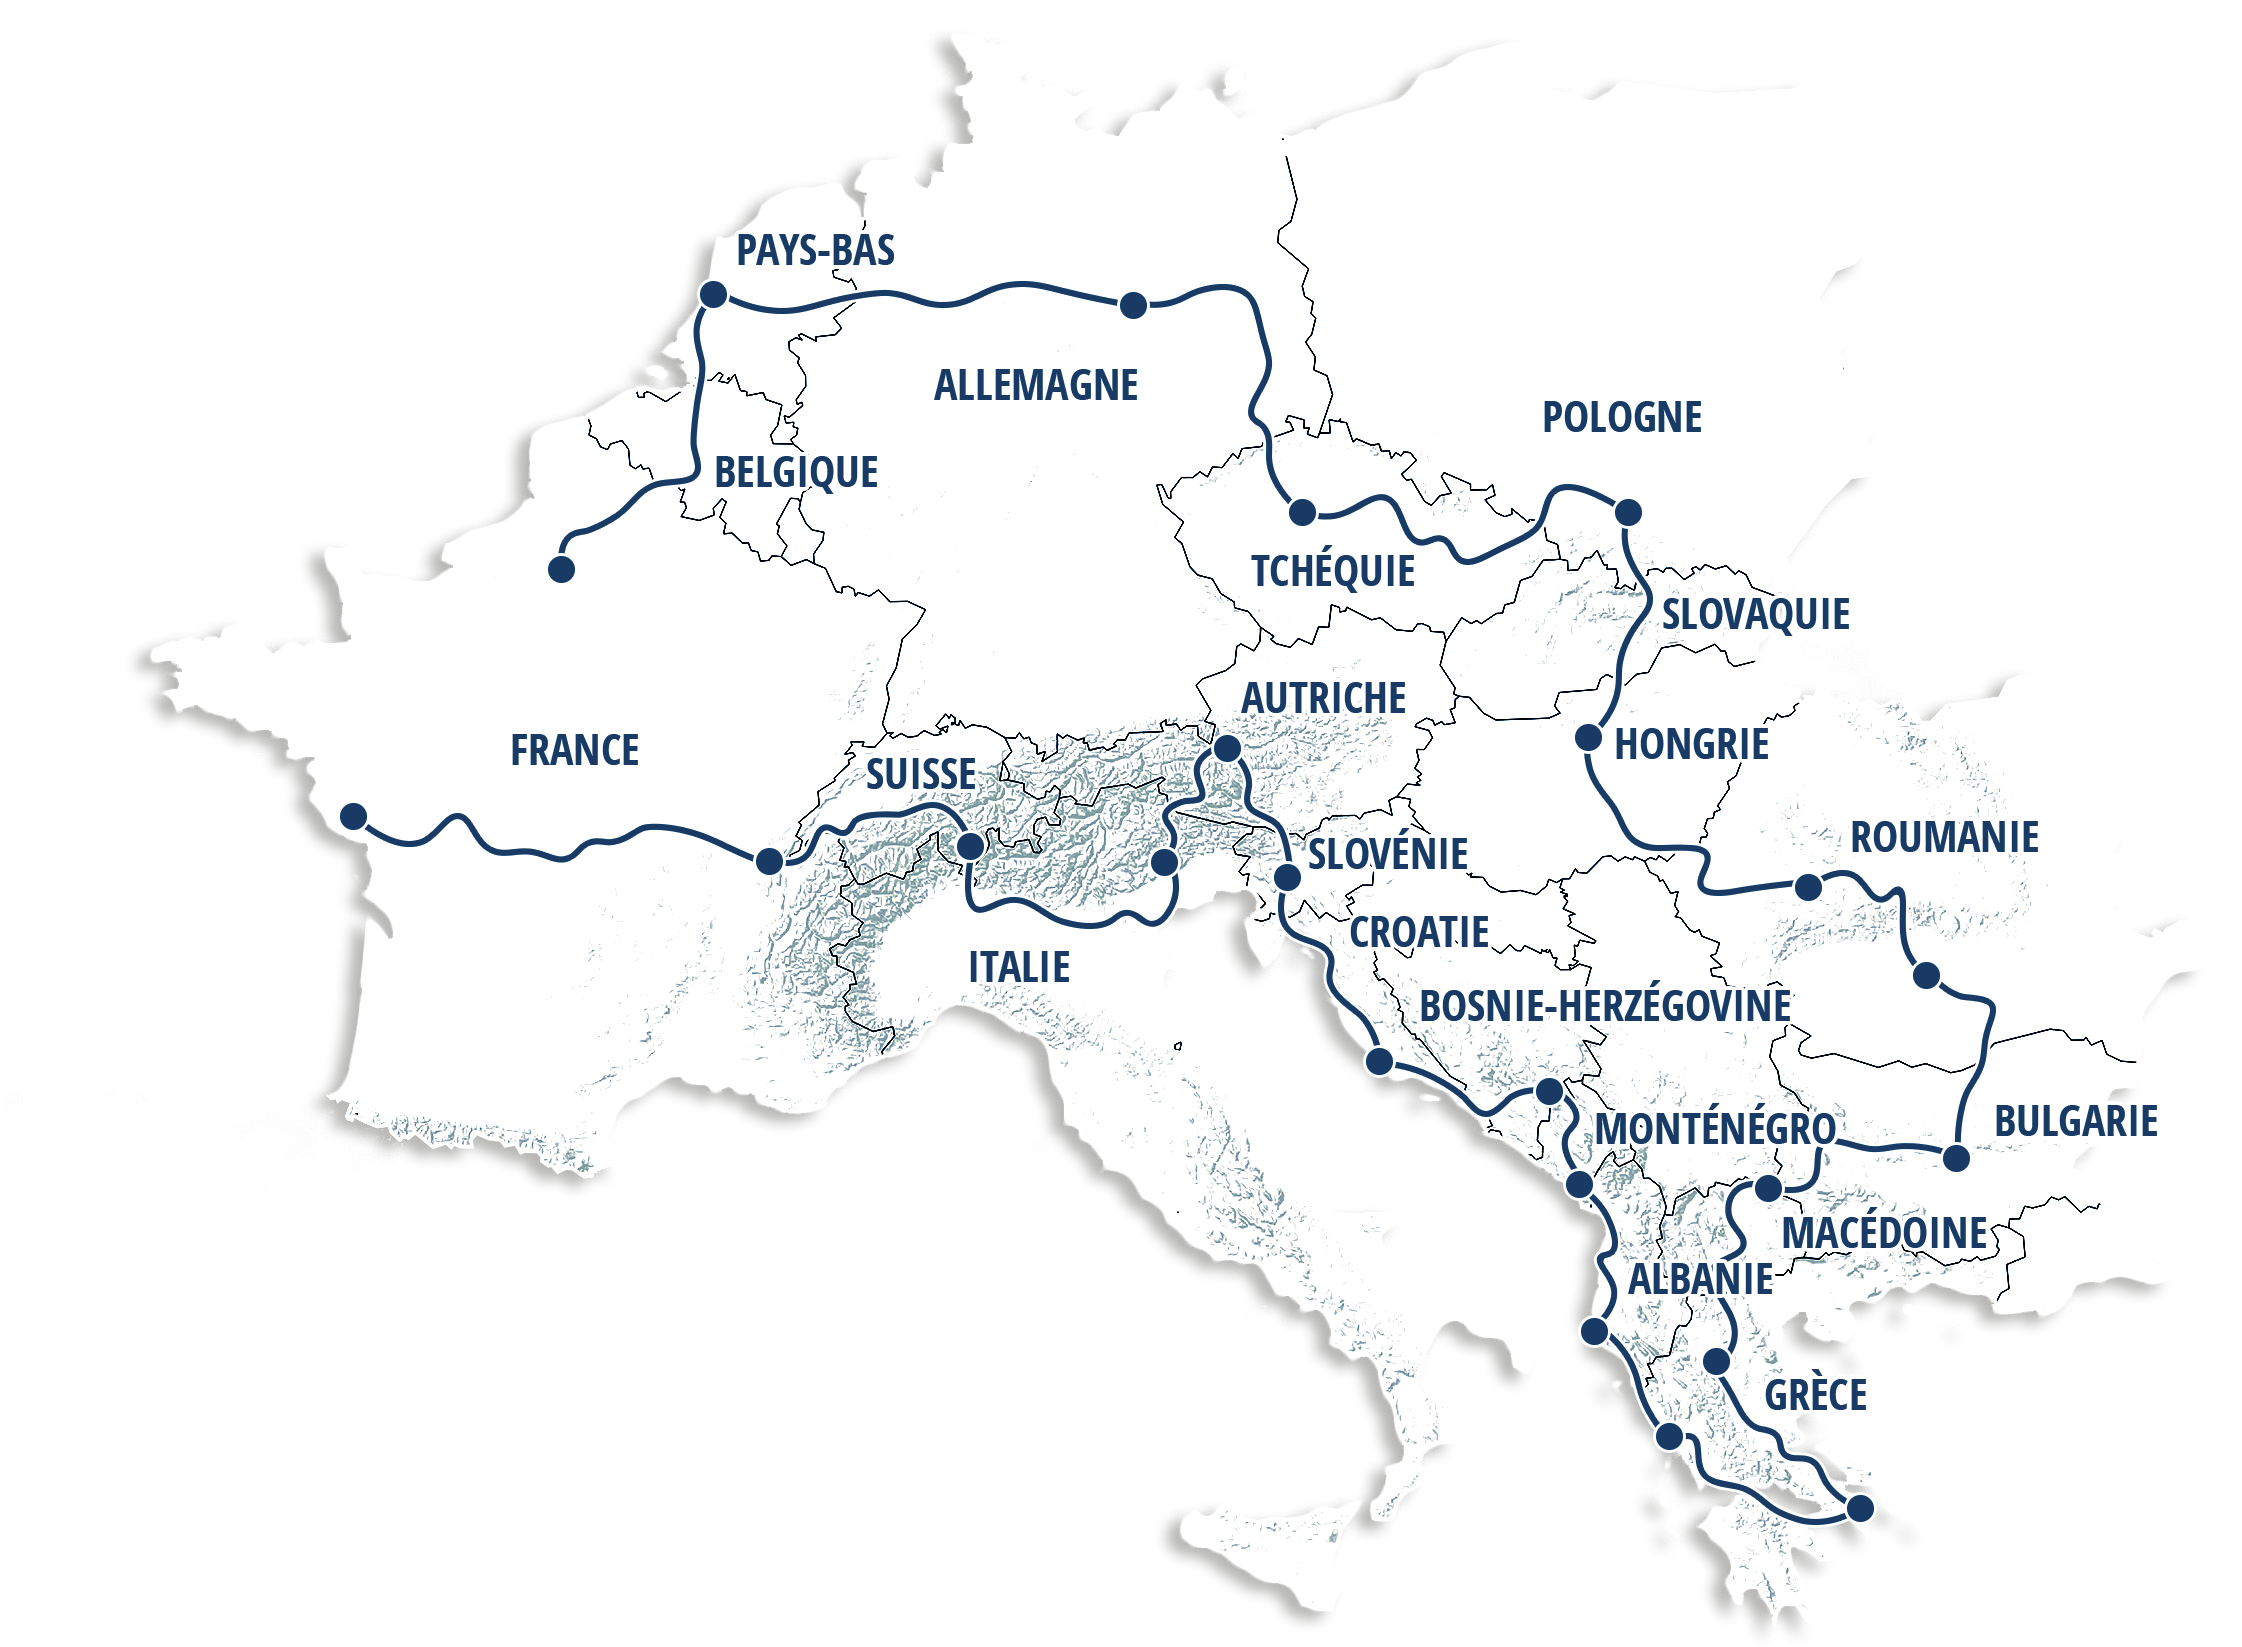 PAYS-BAS
ALLEMAGNE
POLOGNE
BELGIQUE
TCHÉQUIE
SLOVAQUIE
AUTRICHE
FRANCE
HONGRIE
SUISSE
ROUMANIE
SLOVÉNIE
CROATIE
ITALIE
BOSNIE-HERZÉGOVINE
BULGARIE
MONTÉNÉGRO
MACÉDOINE
ALBANIE
GRÈCE